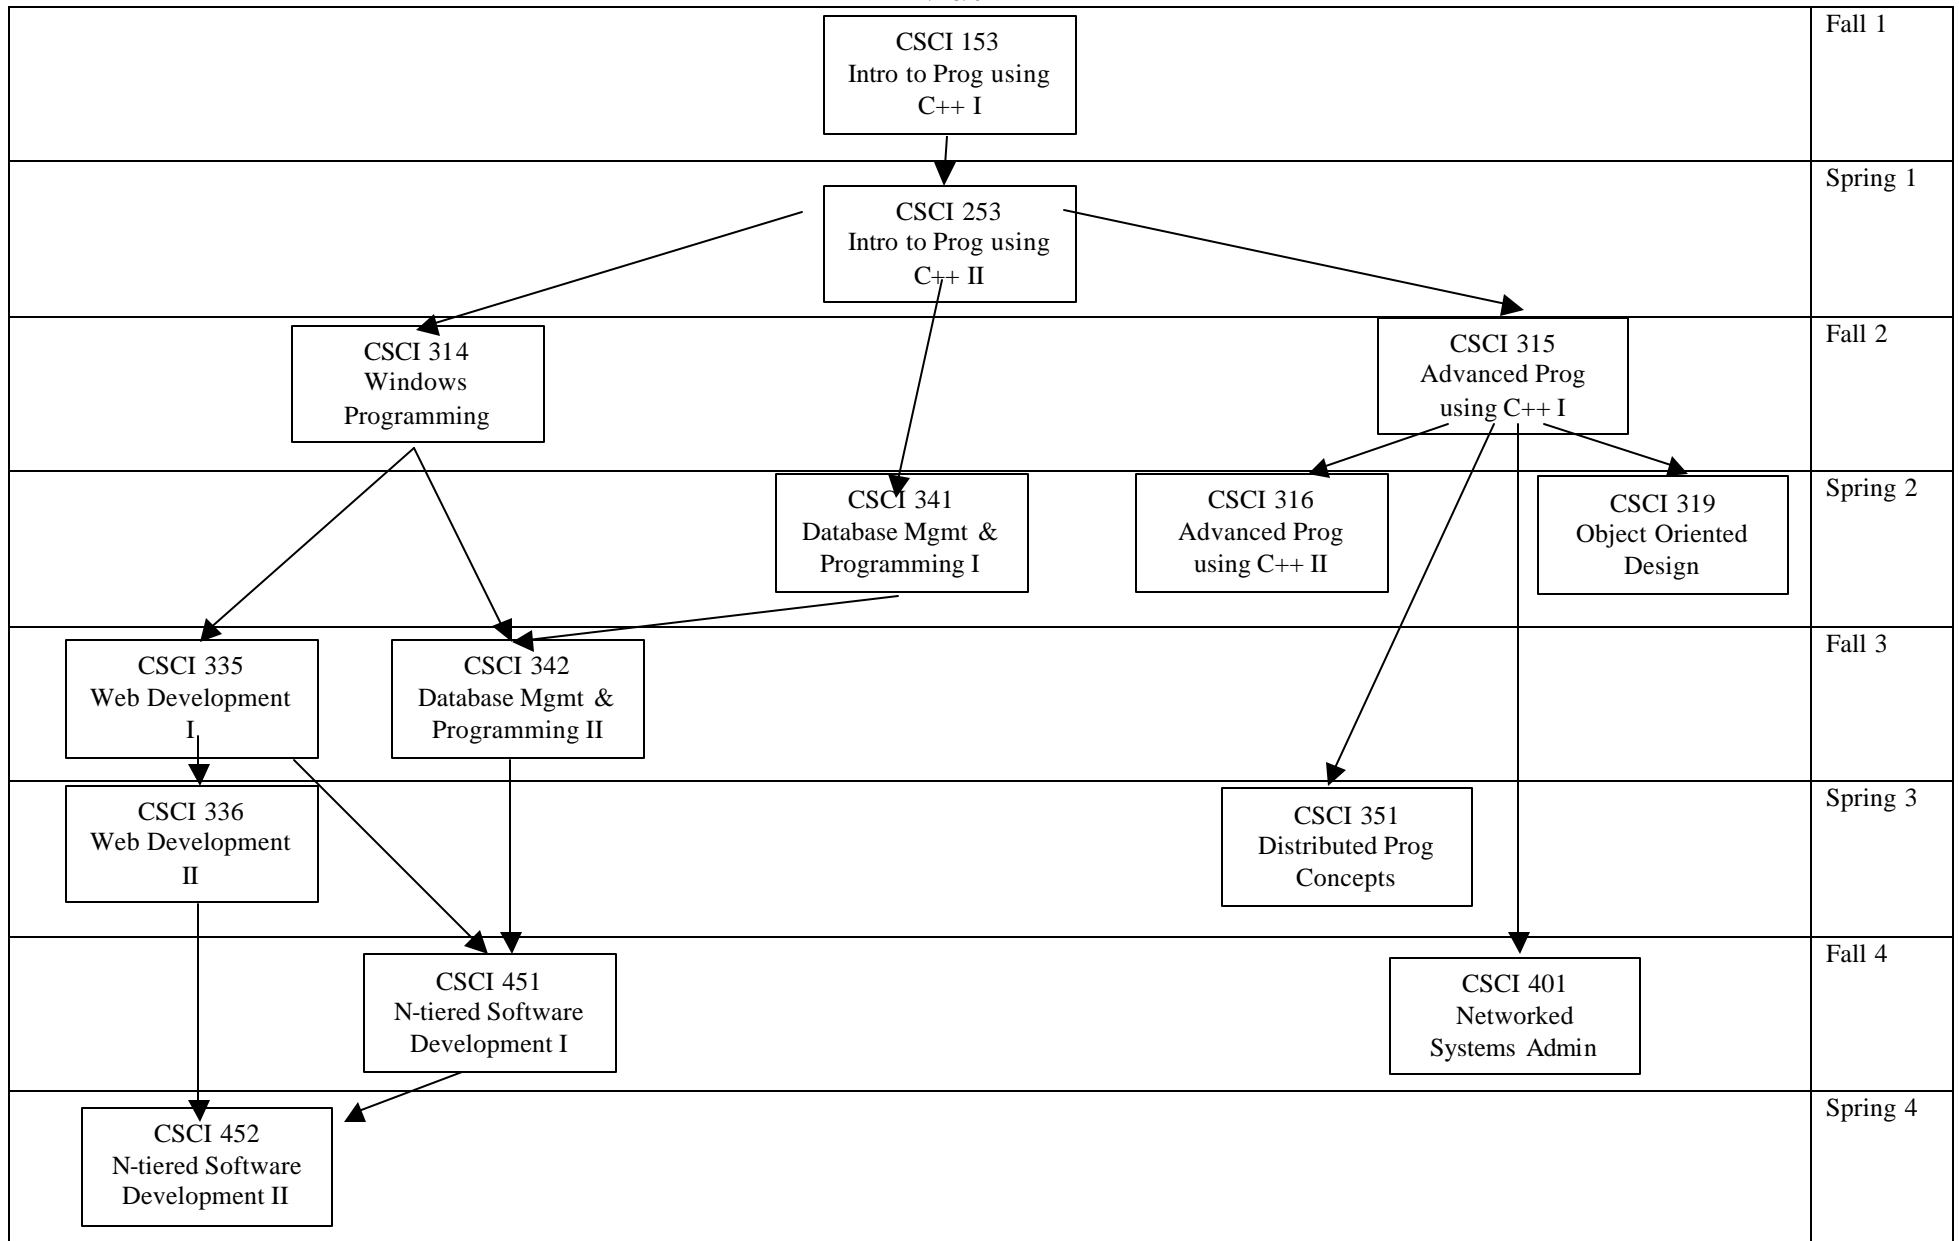 CSCI 153
Intro to Prog using
C++ I
Fall 1
CSCI 253
Intro to Prog using
C++ II
Spring 1
CSCI 314
Windows
Programming
CSCI 315
Advanced Prog
using C++ I
Fall 2
CSCI 341
Database Mgmt &
Programming I
CSCI 316
Advanced Prog
using C++ II
CSCI 319
Object Oriented
Design
Spring 2
CSCI 335
Web Development
I
CSCI 342
Database Mgmt &
Programming II
Fall 3
CSCI 336
Web Development
II
CSCI 351
Distributed Prog
Concepts
Spring 3
CSCI 451
N-tiered Software
Development I
CSCI 401
Networked
Systems Admin
Fall 4
CSCI 452
N-tiered Software
Development II
Spring 4